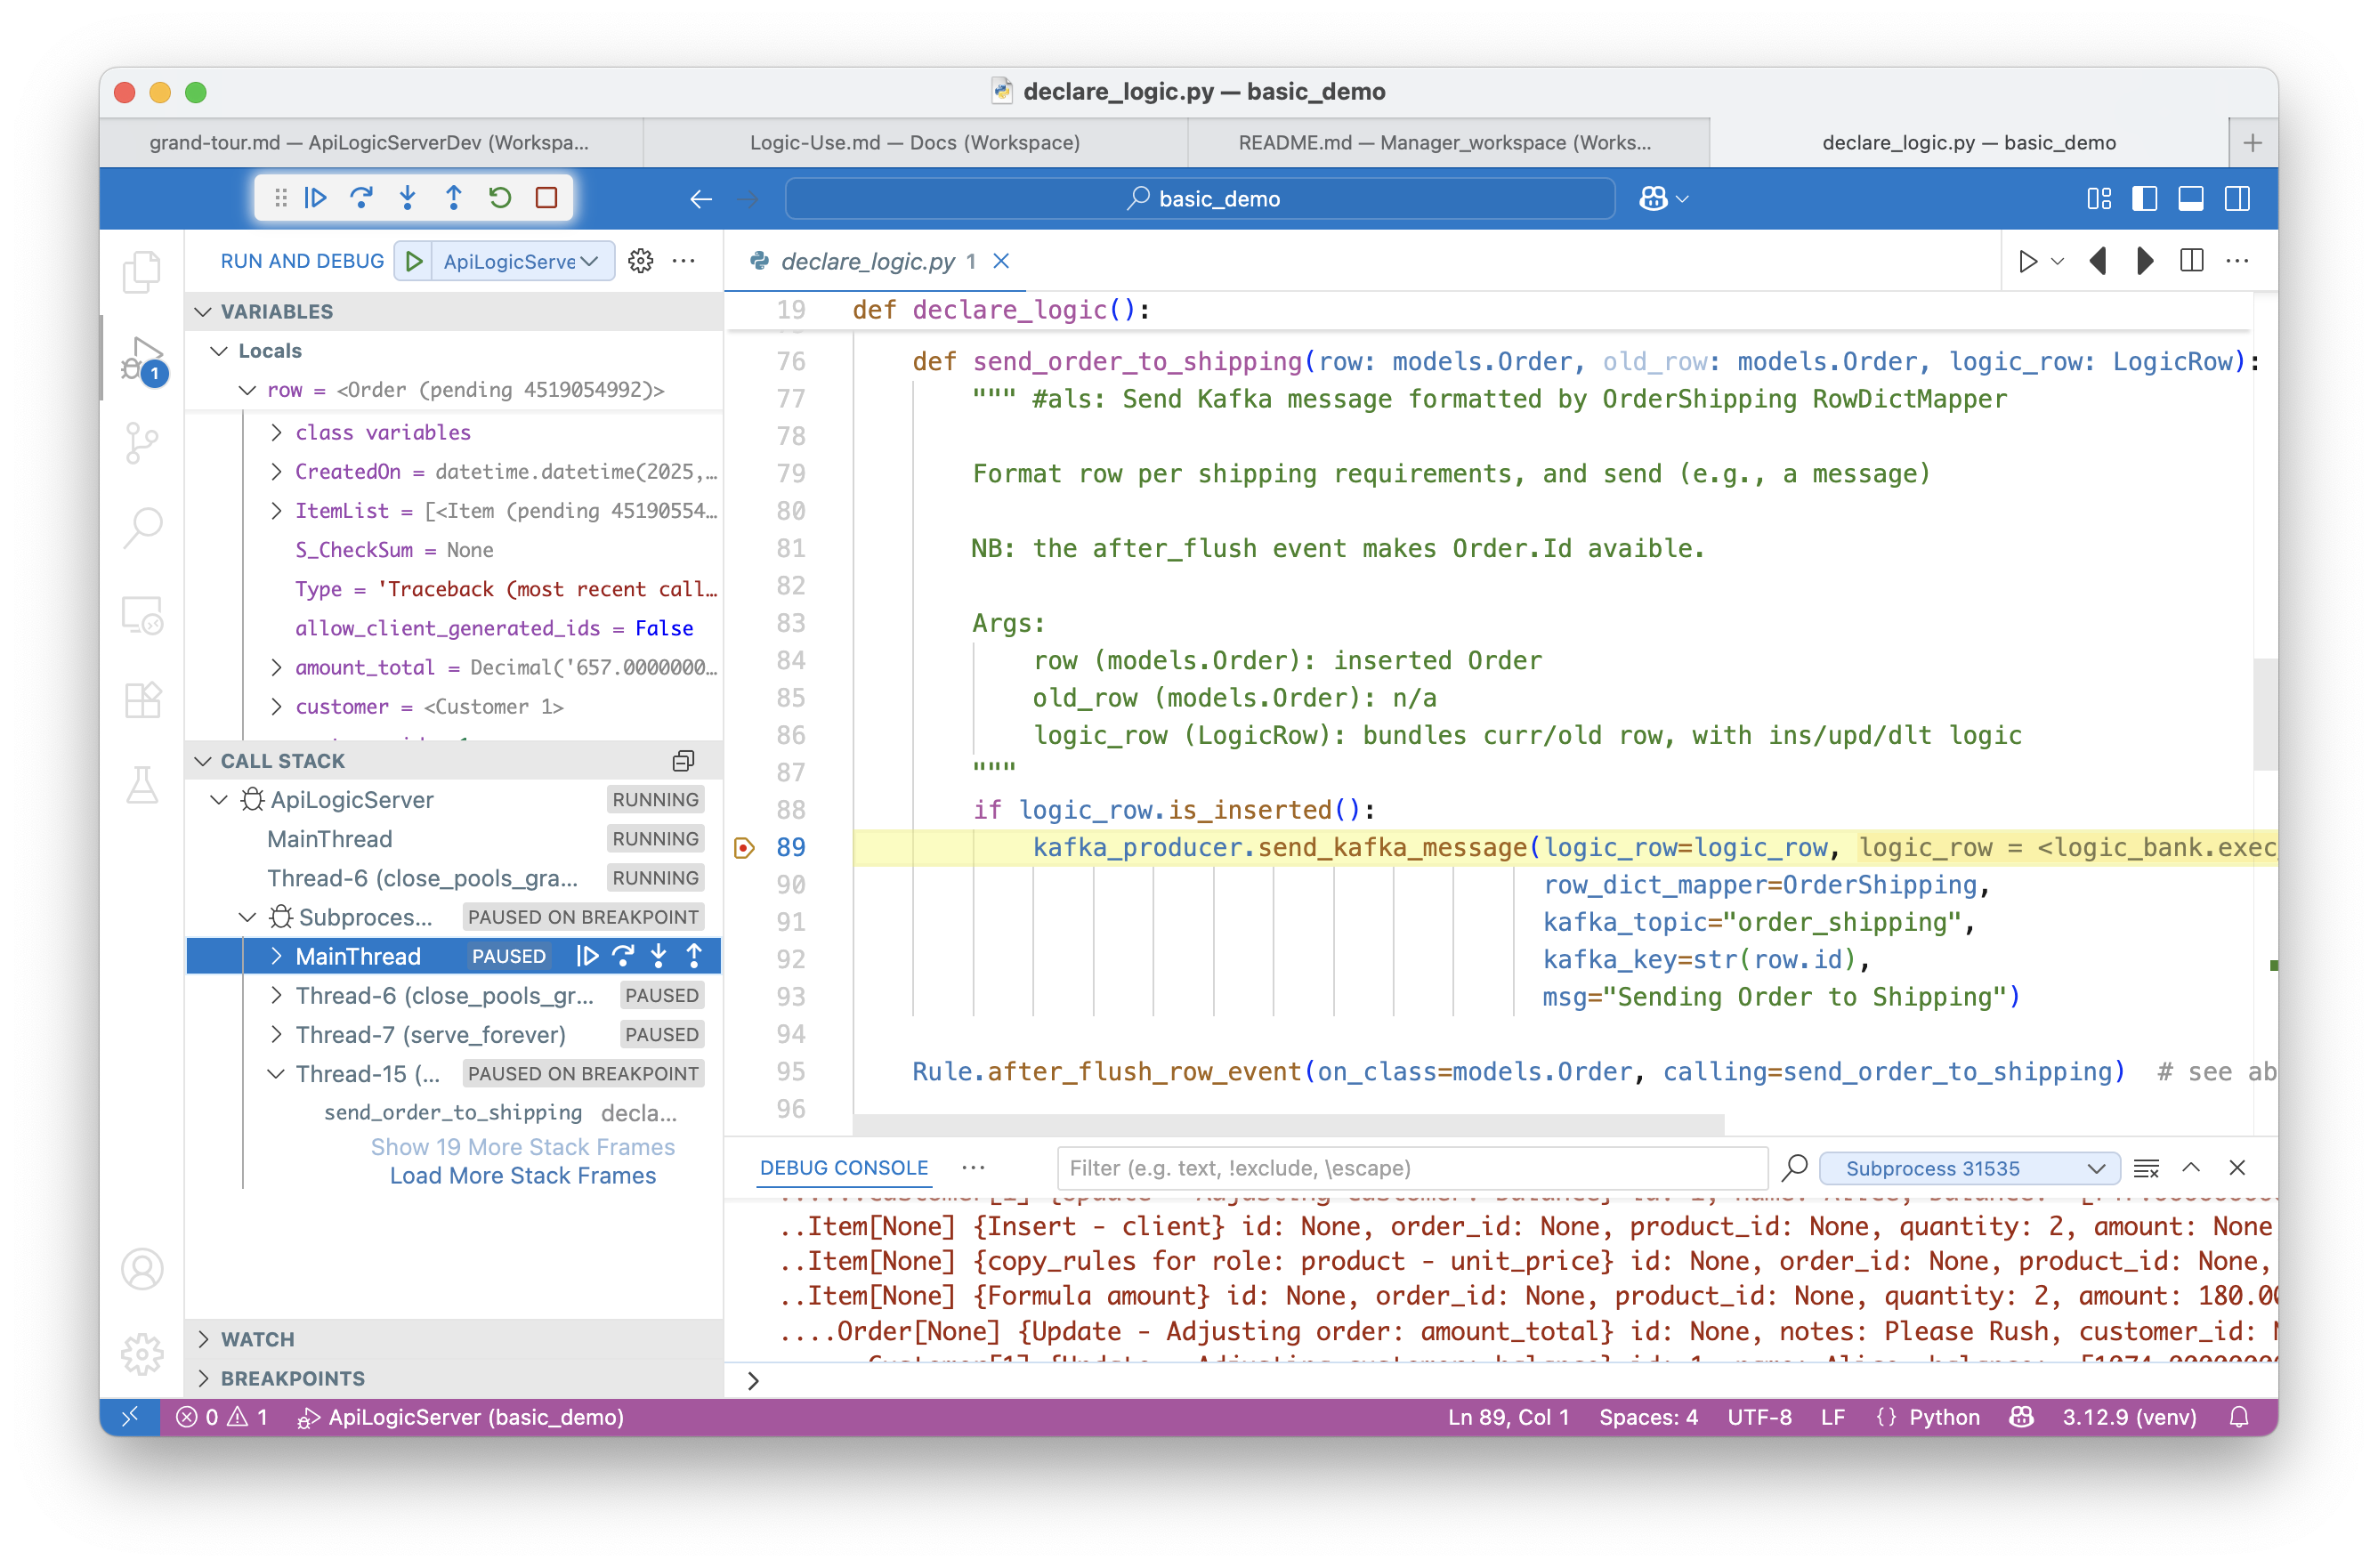 declare_logic.py — basic_demo
grand-tour.md — ApiLogicServerDev (Workspa...
Logic-Use.md — Docs (Workspace)
README.md — Manager_workspace (Works...
declare_logic.py — basic_demo
basic_demo
RUN AND DEBUG
ApiLogicServe
VARIABLES
Locals
row = <Order (pending 4519054992)>
class variables
CreatedOn = datetime.datetime(2025,...
ItemList = [<Item (pending 45190554...
S_CheckSum = None
Type = 'Traceback (most recent call...
allow_client_generated_ids = False
amount_total = Decimal('657.0000000...
customer = <Customer 1>
CALL STACK
ApiLogicServer RUNNING
MainThread RUNNING
Thread-6 (close_pools_gra... RUNNING
Subproces... PAUSED ON BREAKPOINT
MainThread PAUSED
Thread-6 (close_pools_gr... PAUSED
Thread-7 (serve_forever) PAUSED
Thread-15 (... PAUSED ON BREAKPOINT
send_order_to_shipping decla...
Show 19 More Stack Frames
Load More Stack Frames
WATCH
BREAKPOINTS
1
declare_logic.py 1
19 def declare_logic():
76 def send_order_to_shipping(row: models.Order, old_row: models.Order, logic_row: LogicRow):
77 """ #als: Send Kafka message formatted by OrderShipping RowDictMapper
78
79 Format row per shipping requirements, and send (e.g., a message)
80
81 NB: the after_flush event makes Order.Id avaible.
82
83 Args:
84 row (models.Order): inserted Order
85 old_row (models.Order): n/a
86 logic_row (LogicRow): bundles curr/old row, with ins/upd/dlt logic
87 """
88 if logic_row.is_inserted():
89 kafka_producer.send_kafka_message(logic_row=logic_row, logic_row = <logic_bank.exec_
90 row_dict_mapper=OrderShipping,
91 kafka_topic="order_shipping",
92 kafka_key=str(row.id),
93 msg="Sending Order to Shipping")
94
95 Rule.after_flush_row_event(on_class=models.Order, calling=send_order_to_shipping) # see ab
96
DEBUG CONSOLE
Filter (e.g. text, !exclude, \escape)
Subprocess 31535
..Item[None] {Insert - client} id: None, order_id: None, product_id: None, quantity: 2, amount: None
..Item[None] {copy_rules for role: product - unit_price} id: None, order_id: None, product_id: None,
..Item[None] {Formula amount} id: None, order_id: None, product_id: None, quantity: 2, amount: 180.00
....Order[None] {Update - Adjusting order: amount_total} id: None, notes: Please Rush, customer_id:
0 1 ApiLogicServer (basic_demo)
Ln 89, Col 1 Spaces: 4 UTF-8 LF {} Python 3.12.9 (venv)